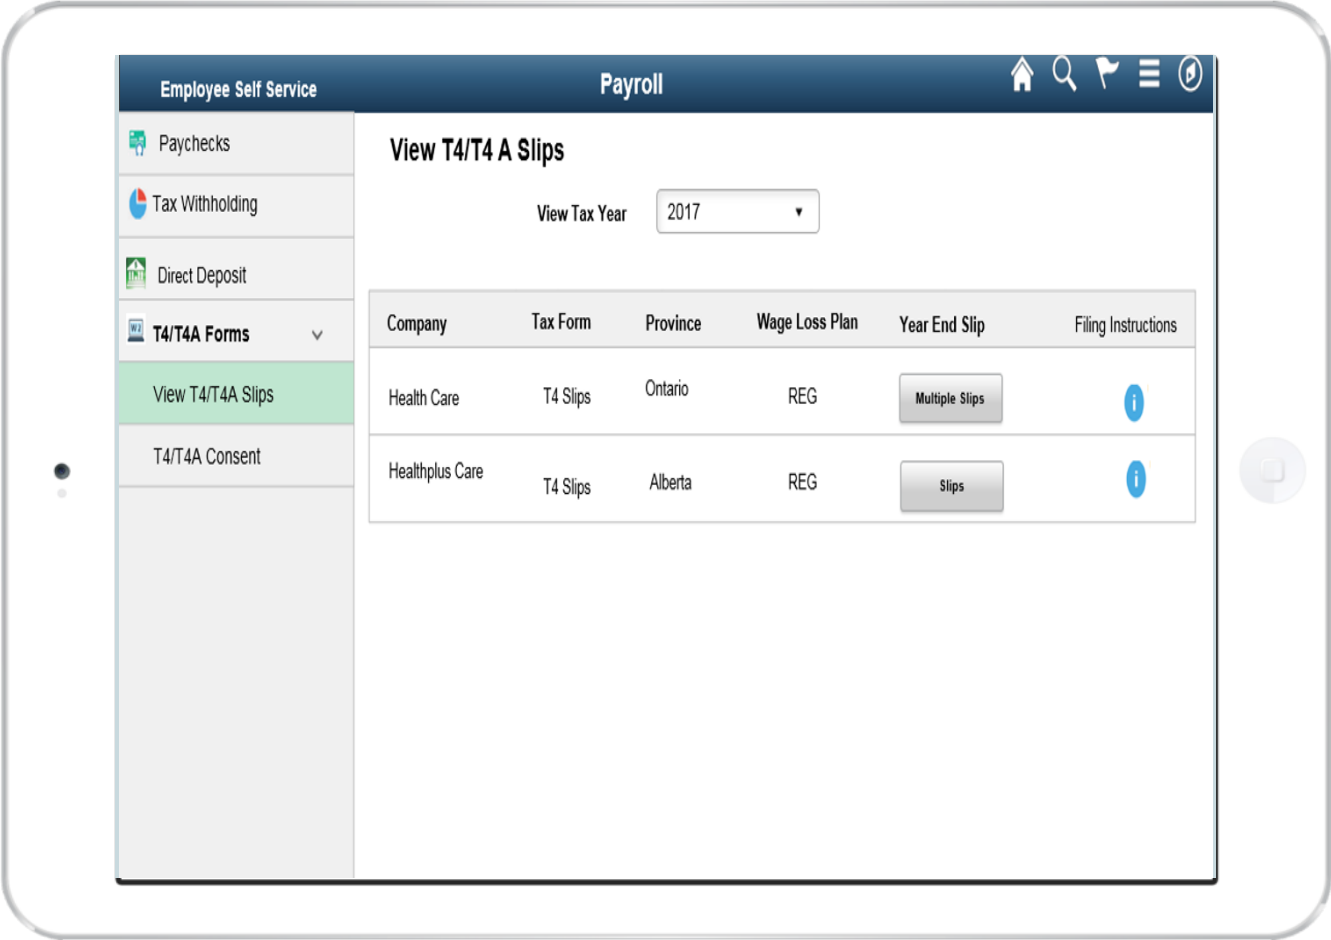 Employee Self Service
Payroll
Paychecks
Tax Withholding
Direct Deposit
T4/T4A Forms
View T4/T4A Slips
T4/T4A Consent
View T4/T4 A Slips
View Tax Year 2017
Company Tax Form Province Wage Loss Plan Year End Slip Filing Instructions
Health Care T4 Slips Ontario REG Multiple Slips i
Healthplus Care T4 Slips Alberta REG Slips i